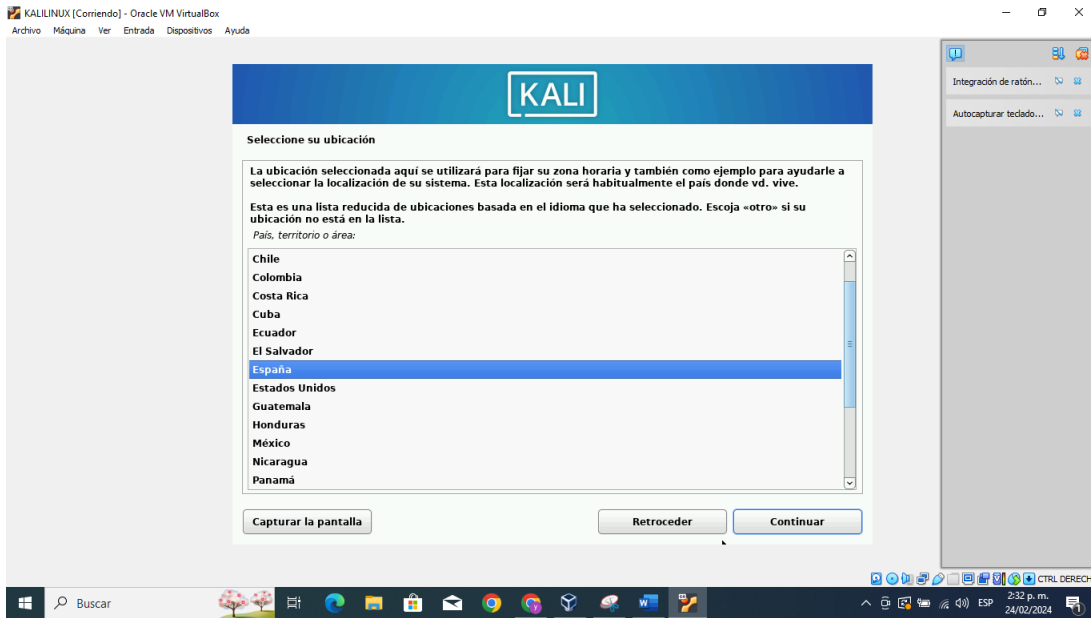 KALILINUX [Corriendo] - Oracle VM VirtualBox
Archivo Máquina Ver Entrada Dispositivos Ayuda
Integración de ratón...
Autocapturar teclado...
KALI
Seleccione su ubicación
La ubicación seleccionada aquí se utilizará para fijar su zona horaria y también como ejemplo para ayudarle a
seleccionar la localización de su sistema. Esta localización será habitualmente el país donde vd. vive.
Esta es una lista reducida de ubicaciones basada en el idioma que ha seleccionado. Escoja «otro» si su
ubicación no está en la lista.
País, territorio o área:
Chile
Colombia
Costa Rica
Cuba
Ecuador
El Salvador
España
Estados Unidos
Guatemala
Honduras
México
Nicaragua
Panamá
Capturar la pantalla
Retroceder
Continuar
CTRL DERECH
Buscar
ESP
2:32 p. m.
24/02/2024